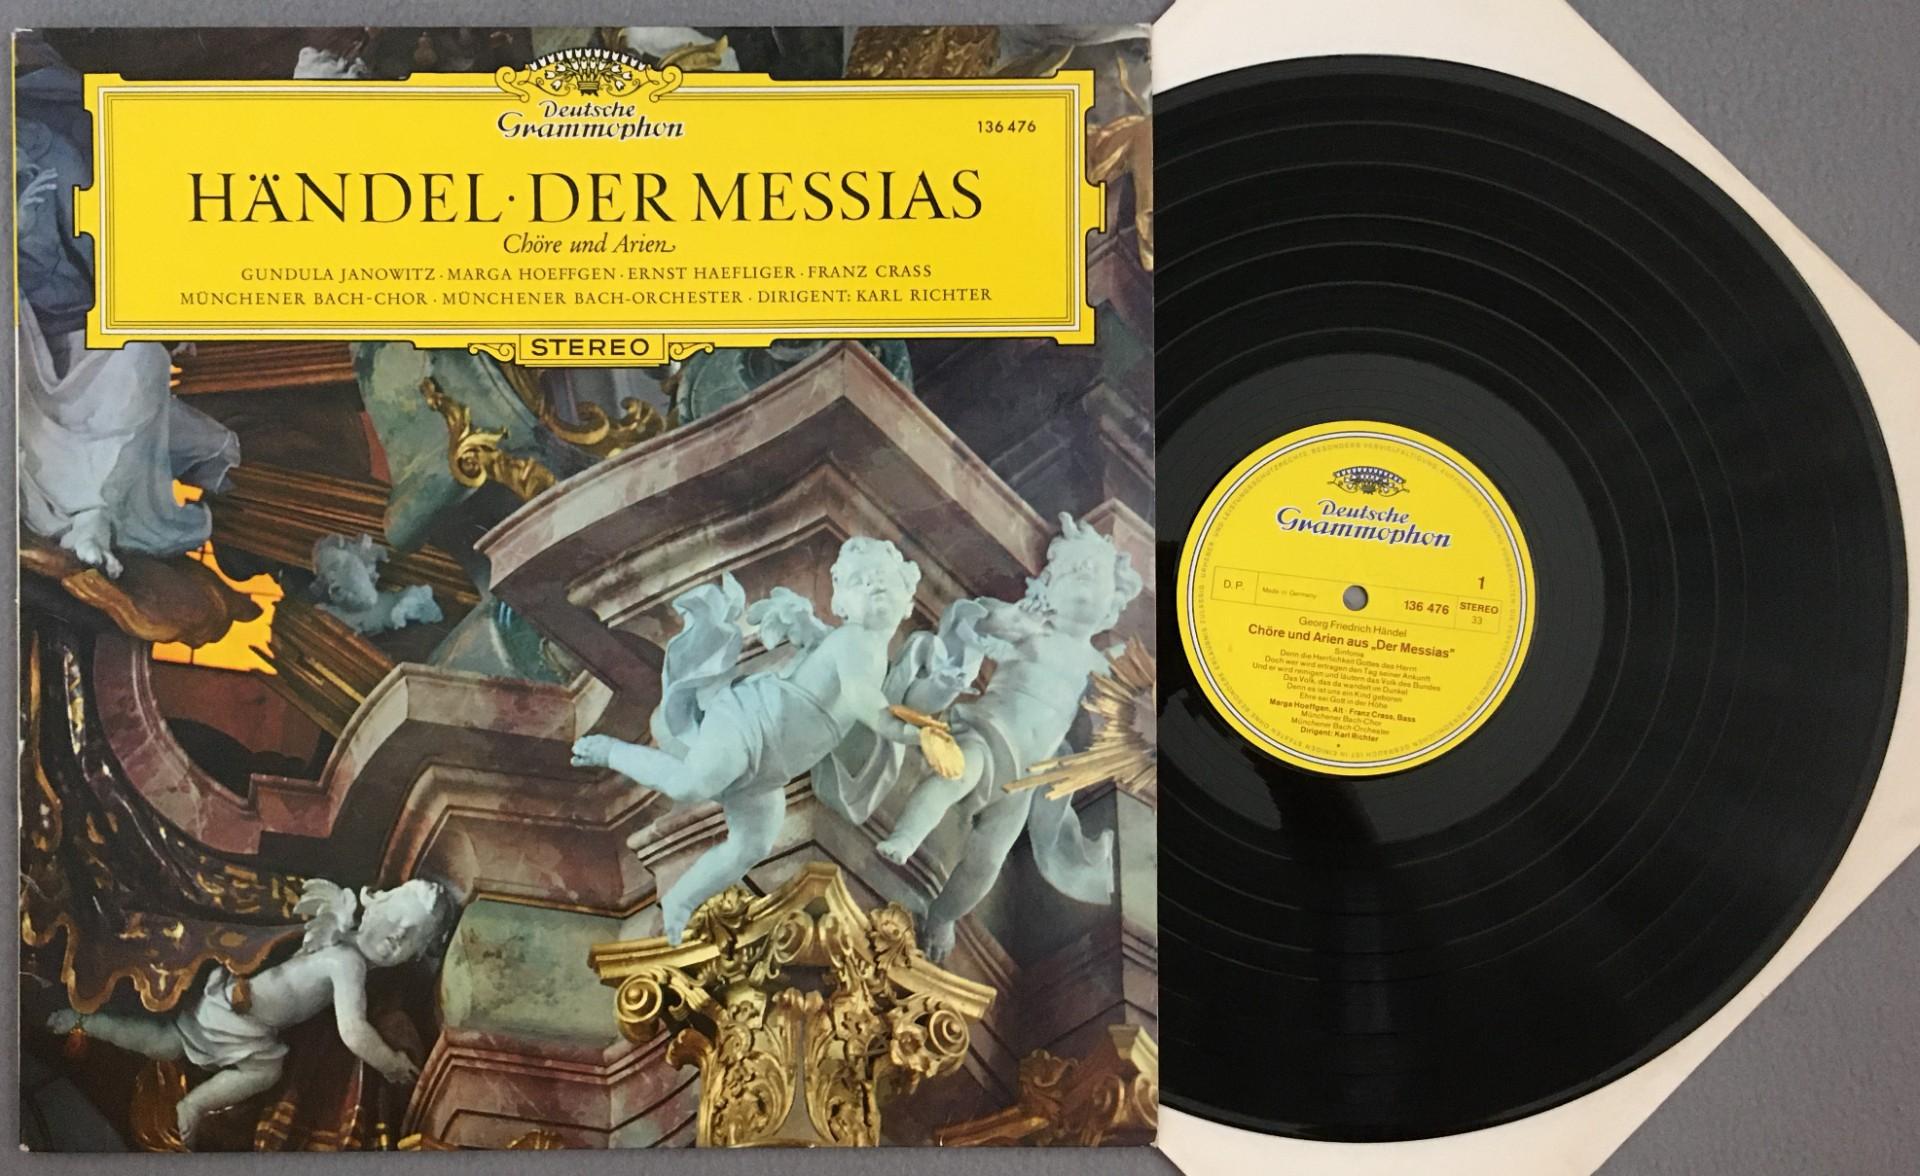 Deutsche
Grammophon
136 476
HÄNDEL · DER MESSIAS
Chöre und Arien
GUNDULA JANOWITZ · MARGA HOEFFGEN · ERNST HAEFLIGER · FRANZ CRASS
MÜNCHENER BACH-CHOR · MÜNCHENER BACH-ORCHESTER · DIRIGENT: KARL RICHTER
STEREO
Deutsche
Grammophon
1
D.P. Made in Germany 136 476 STEREO
33
Georg Friedrich Händel
Chöre und Arien aus „Der Messias"
Sinfonia
Denn die Herrlichkeit Gottes des Herrn
Doch wer wird ertragen den Tag seiner Ankunft
Und er wird reinigen und läutern das Volk des Bundes
Das Volk, das da wandelt im Dunkel
Denn es ist uns ein Kind geboren
Ehre sei Gott in der Höhe
Marga Hoeffgen, Alt · Franz Crass, Bass
Münchener Bach-Chor
Münchener Bach-Orchester
Dirigent: Karl Richter